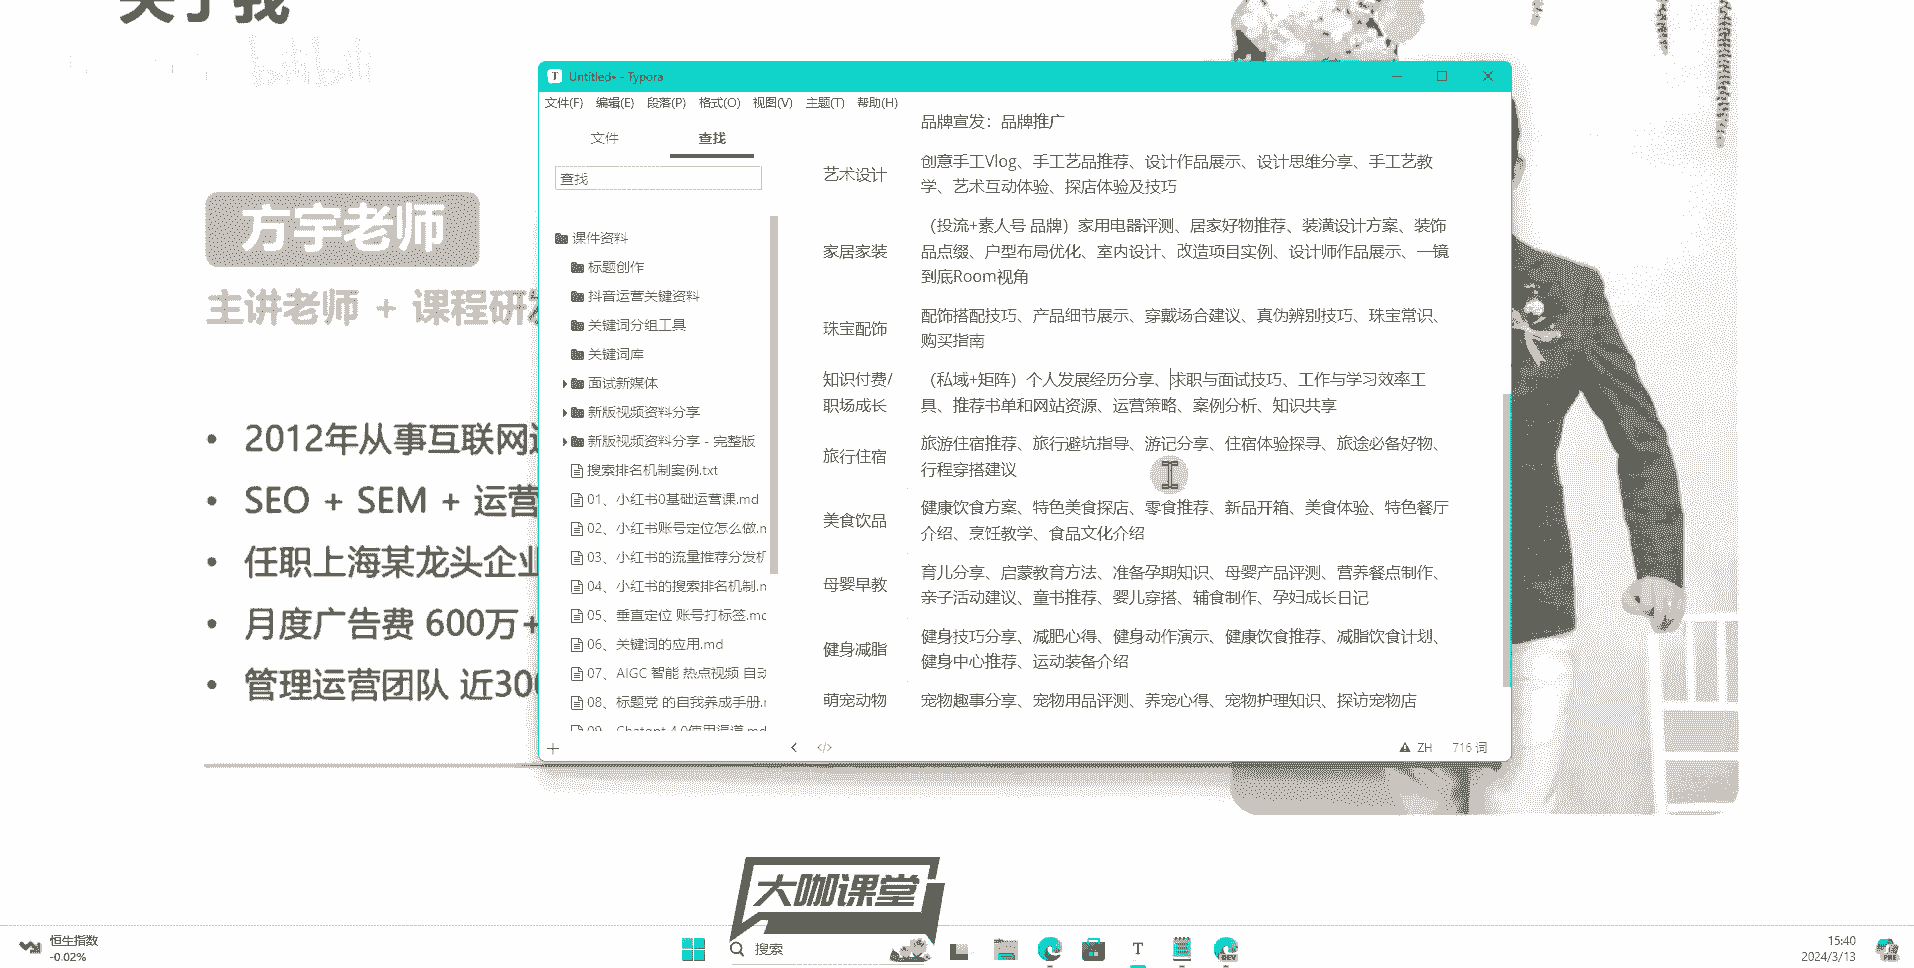 关于我
bilibili
方宇老师
主讲老师 + 课程研发
• 2012年从事互联网运
• SEO + SEM + 运营
• 任职上海某龙头企业
• 月度广告费 600万+
• 管理运营团队 近300
Untitled• - Typora
文件(F) 编辑(E) 段落(P) 格式(O) 视图(V) 主题(T) 帮助(H)
文件 查找
查找
课件资料
标题创作
抖音运营关键资料
关键词分组工具
关键词库
面试新媒体
新版视频资料分享
新版视频资料分享 - 完整版
搜索排名机制案例.txt
01、小红书0基础运营课.md
02、小红书账号定位怎么做.m
03、小红书的流量推荐分发机
04、小红书的搜索排名机制.m
05、垂直定位 账号打标签.mc
06、关键词的应用.md
07、AIGC 智能 热点视频 自动
08、标题党 的自我养成手册.r
09、Chatgpt 4.0使用渠道.md
品牌宣发：品牌推广
艺术设计
创意手工Vlog、手工艺品推荐、设计作品展示、设计思维分享、手工艺教
学、艺术互动体验、探店体验及技巧
家居家装
（投流+素人号 品牌）家用电器评测、居家好物推荐、装潢设计方案、装饰
品点缀、户型布局优化、室内设计、改造项目实例、设计师作品展示、一镜
到底Room视角
珠宝配饰
配饰搭配技巧、产品细节展示、穿戴场合建议、真伪辨别技巧、珠宝常识、
购买指南
知识付费/
职场成长
（私域+矩阵）个人发展经历分享、求职与面试技巧、工作与学习效率工
具、推荐书单和网站资源、运营策略、案例分析、知识共享
旅行住宿
旅游住宿推荐、旅行避坑指导、游记分享、住宿体验探寻、旅途必备好物、
行程穿搭建议
美食饮品
健康饮食方案、特色美食探店、零食推荐、新品开箱、美食体验、特色餐厅
介绍、烹饪教学、食品文化介绍
母婴早教
育儿分享、启蒙教育方法、准备孕期知识、母婴产品评测、营养餐点制作、
亲子活动建议、童书推荐、婴儿穿搭、辅食制作、孕妇成长日记
健身减脂
健身技巧分享、减肥心得、健身动作演示、健康饮食推荐、减脂饮食计划、
健身中心推荐、运动装备介绍
萌宠动物
宠物趣事分享、宠物用品评测、养宠心得、宠物护理知识、探访宠物店
ZH 716 词
大咖课堂
恒生指数
-0.02%
搜索
DEV
15:40
2024/3/13
PRE